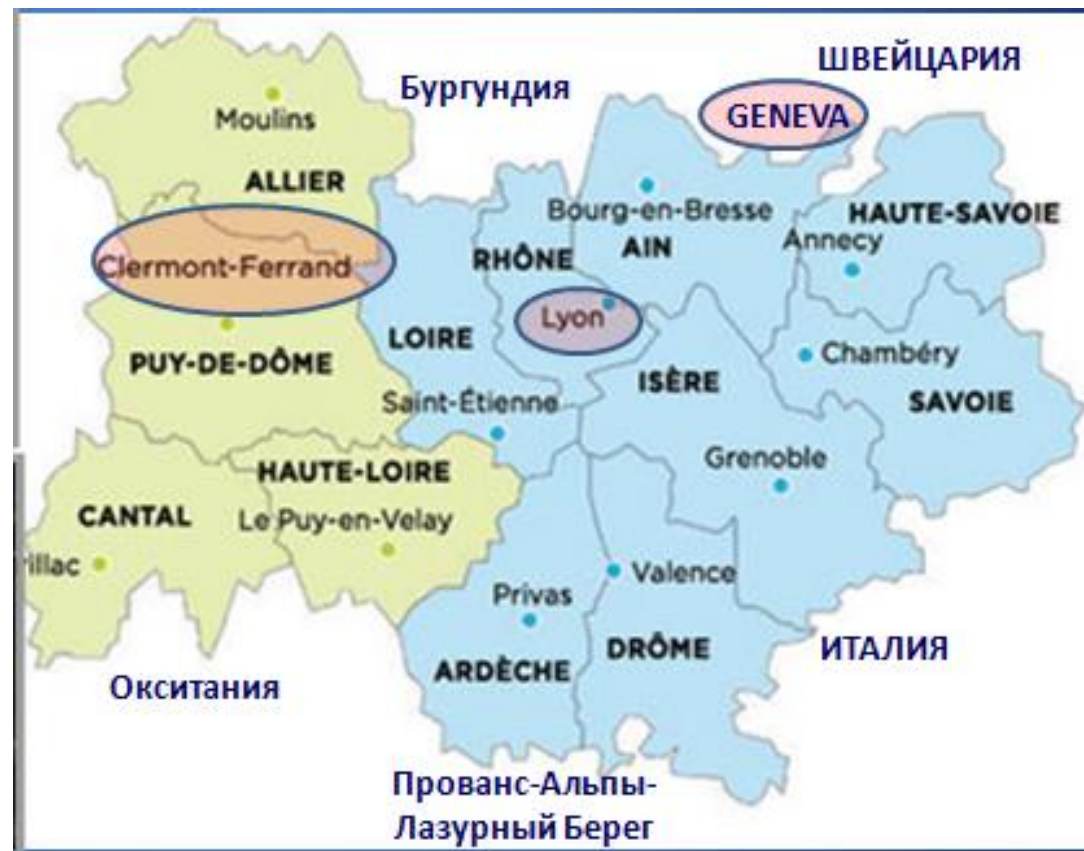 ШВЕЙЦАРИЯ
Бургундия
GENEVA
Moulins
ALLIER
Bourg-en-Bresse
HAUTE-SAVOIE
AIN
Annecy
RHÔNE
Clermont-Ferrand
Lyon
LOIRE
Chambéry
PUY-DE-DÔME
ISÈRE
SAVOIE
Saint-Étienne
Grenoble
HAUTE-LOIRE
CANTAL
Le Puy-en-Velay
illac
Valence
Privas
DRÔME
ИТАЛИЯ
ARDÈCHE
Окситания
Прованс-Альпы-
Лазурный Берег